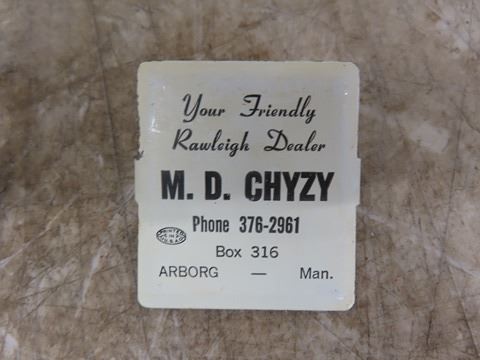 Your Friendly
Rawleigh Dealer
M. D. CHYZY
Phone 376-2961
Box 316
ARBORG — Man.